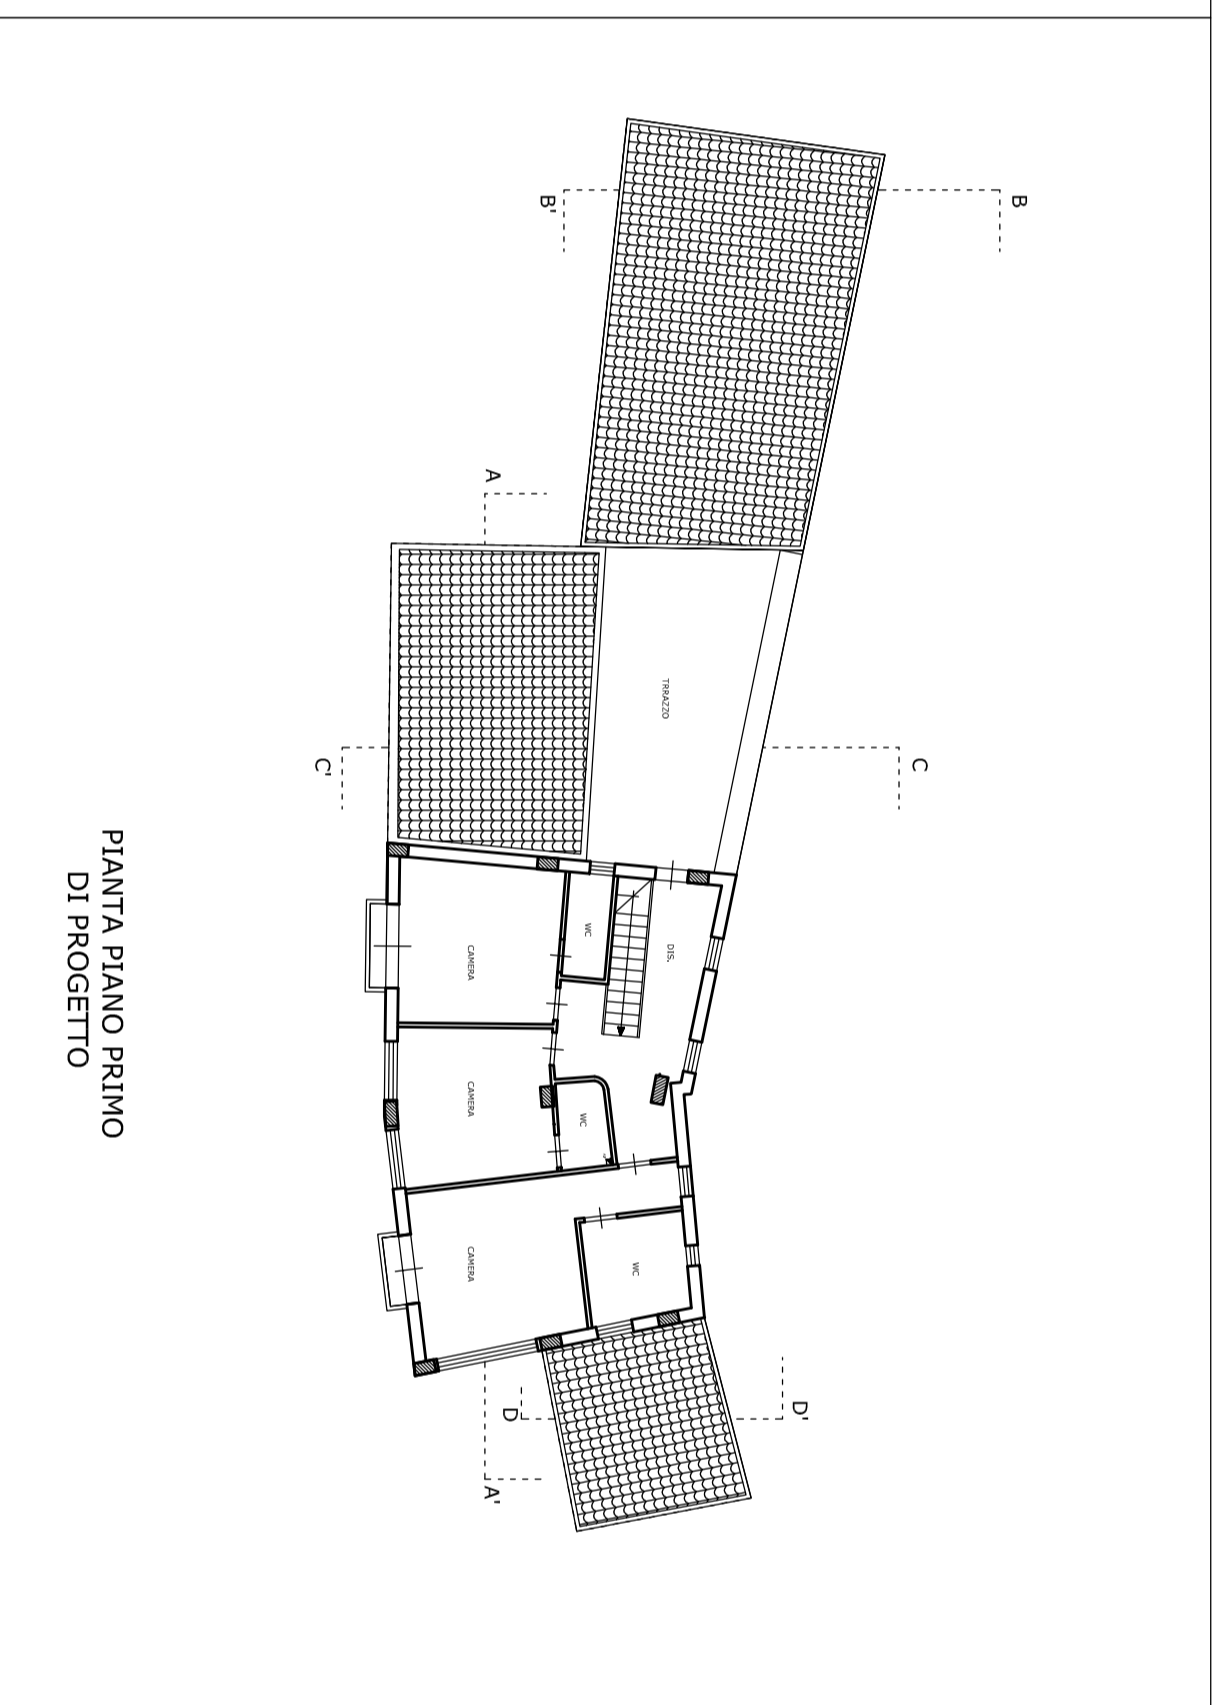 B
B'
A
TRRAZZO
C
C'
WC
DIS.
CAMERA
CAMERA
WC
CAMERA
WC
D'
D
A'
PIANTA PIANO PRIMO
DI PROGETTO